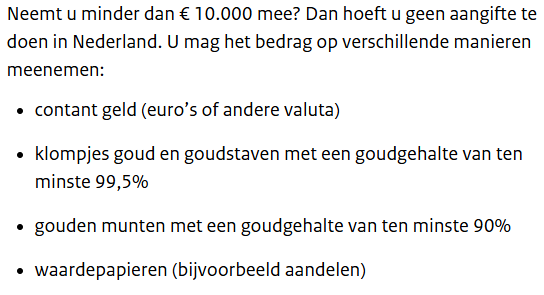 Neemt u minder dan € 10.000 mee? Dan hoeft u geen aangifte te
doen in Nederland. U mag het bedrag op verschillende manieren
meenemen:
• contant geld (euro’s of andere valuta)
• klompjes goud en goudstaven met een goudgehalte van ten
minste 99,5%
• gouden munten met een goudgehalte van ten minste 90%
• waardepapieren (bijvoorbeeld aandelen)